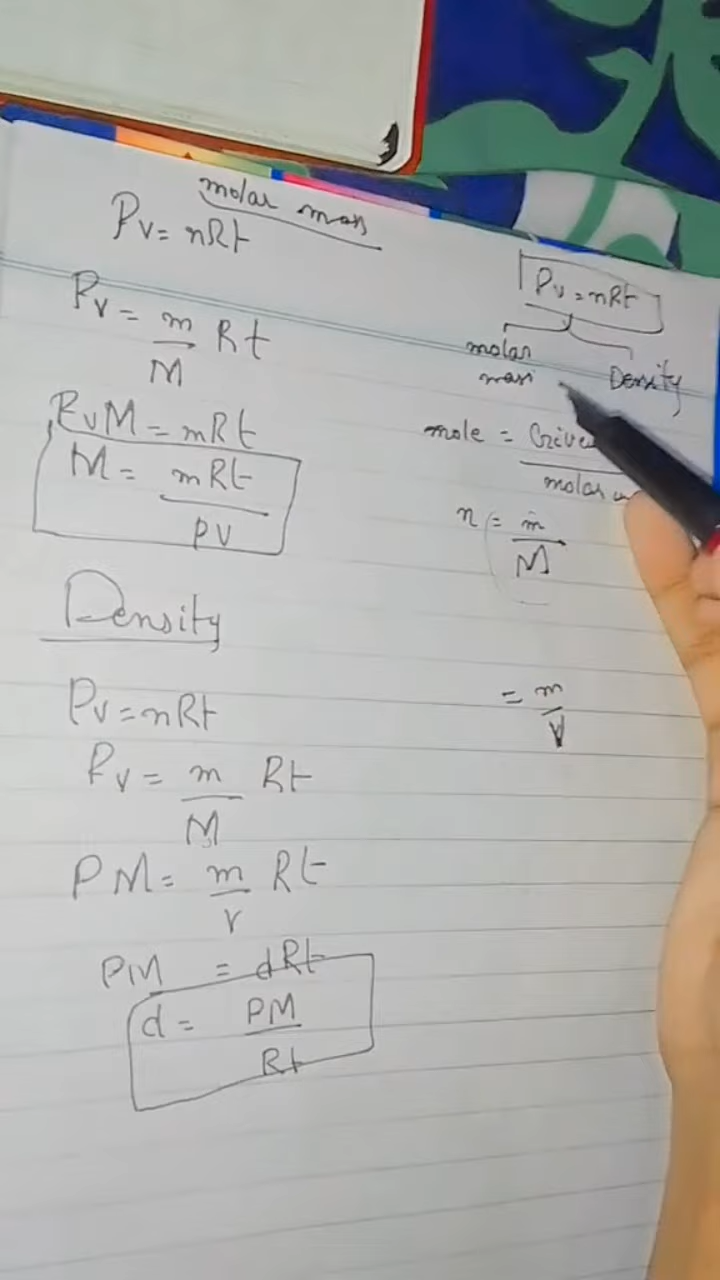 molar mass
Pv = nRt
Pv = m/M Rt
PvM = mRt
M = mRt/PV
Density
Pv = nRt
Pv = m/M Rt
PM = m/V Rt
PM = dRt
d = PM/Rt
Pv = nRt
molar mass
Density
mole =
molar
n = m/M
= m/V